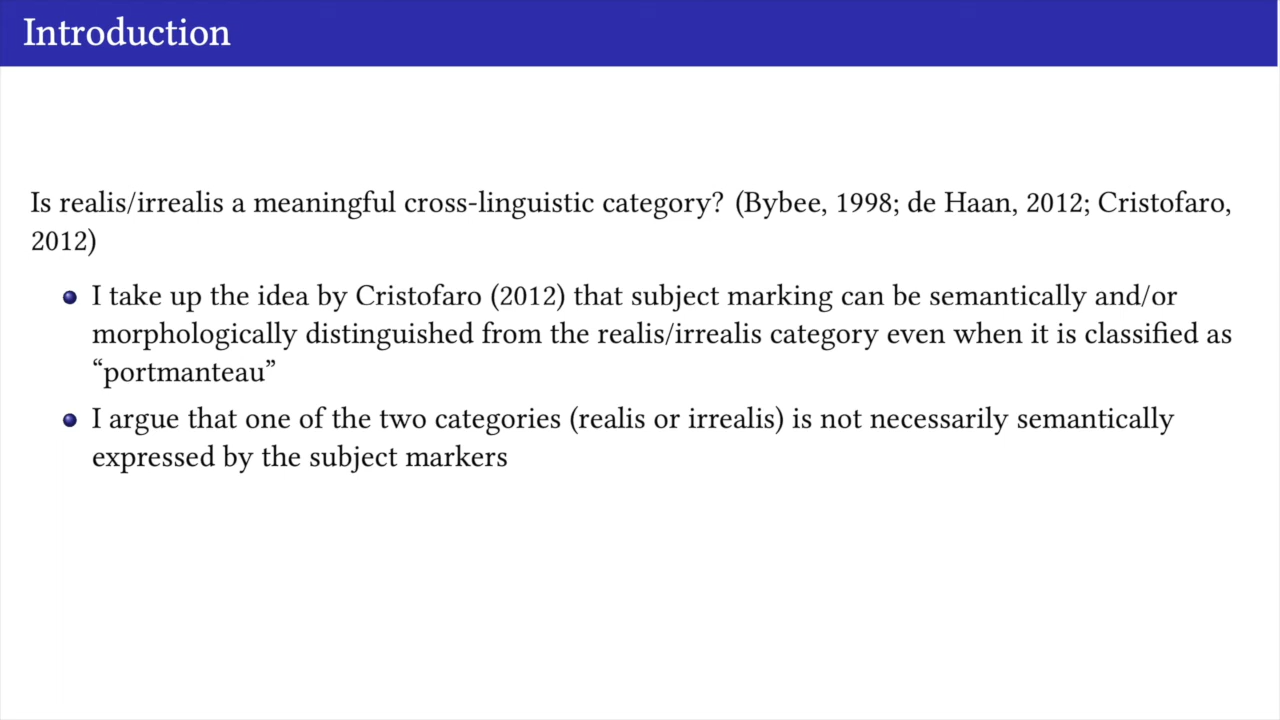 Introduction
Is realis/irrealis a meaningful cross-linguistic category? (Bybee, 1998; de Haan, 2012; Cristofaro,
2012)
I take up the idea by Cristofaro (2012) that subject marking can be semantically and/or
morphologically distinguished from the realis/irrealis category even when it is classified as
“portmanteau”
I argue that one of the two categories (realis or irrealis) is not necessarily semantically
expressed by the subject markers